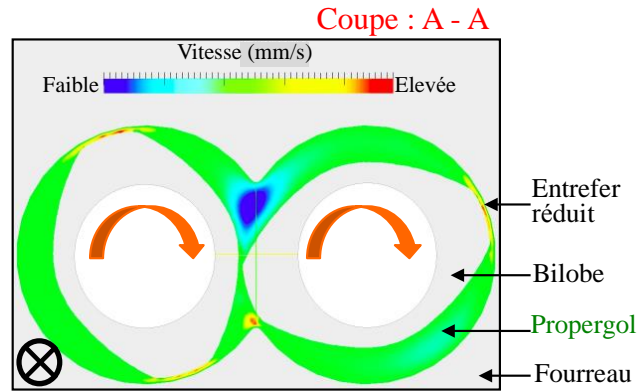 Coupe : A - A
Vitesse (mm/s)
Faible
Elevée
Entrefer
réduit
Bilobe
Propergol
Fourreau